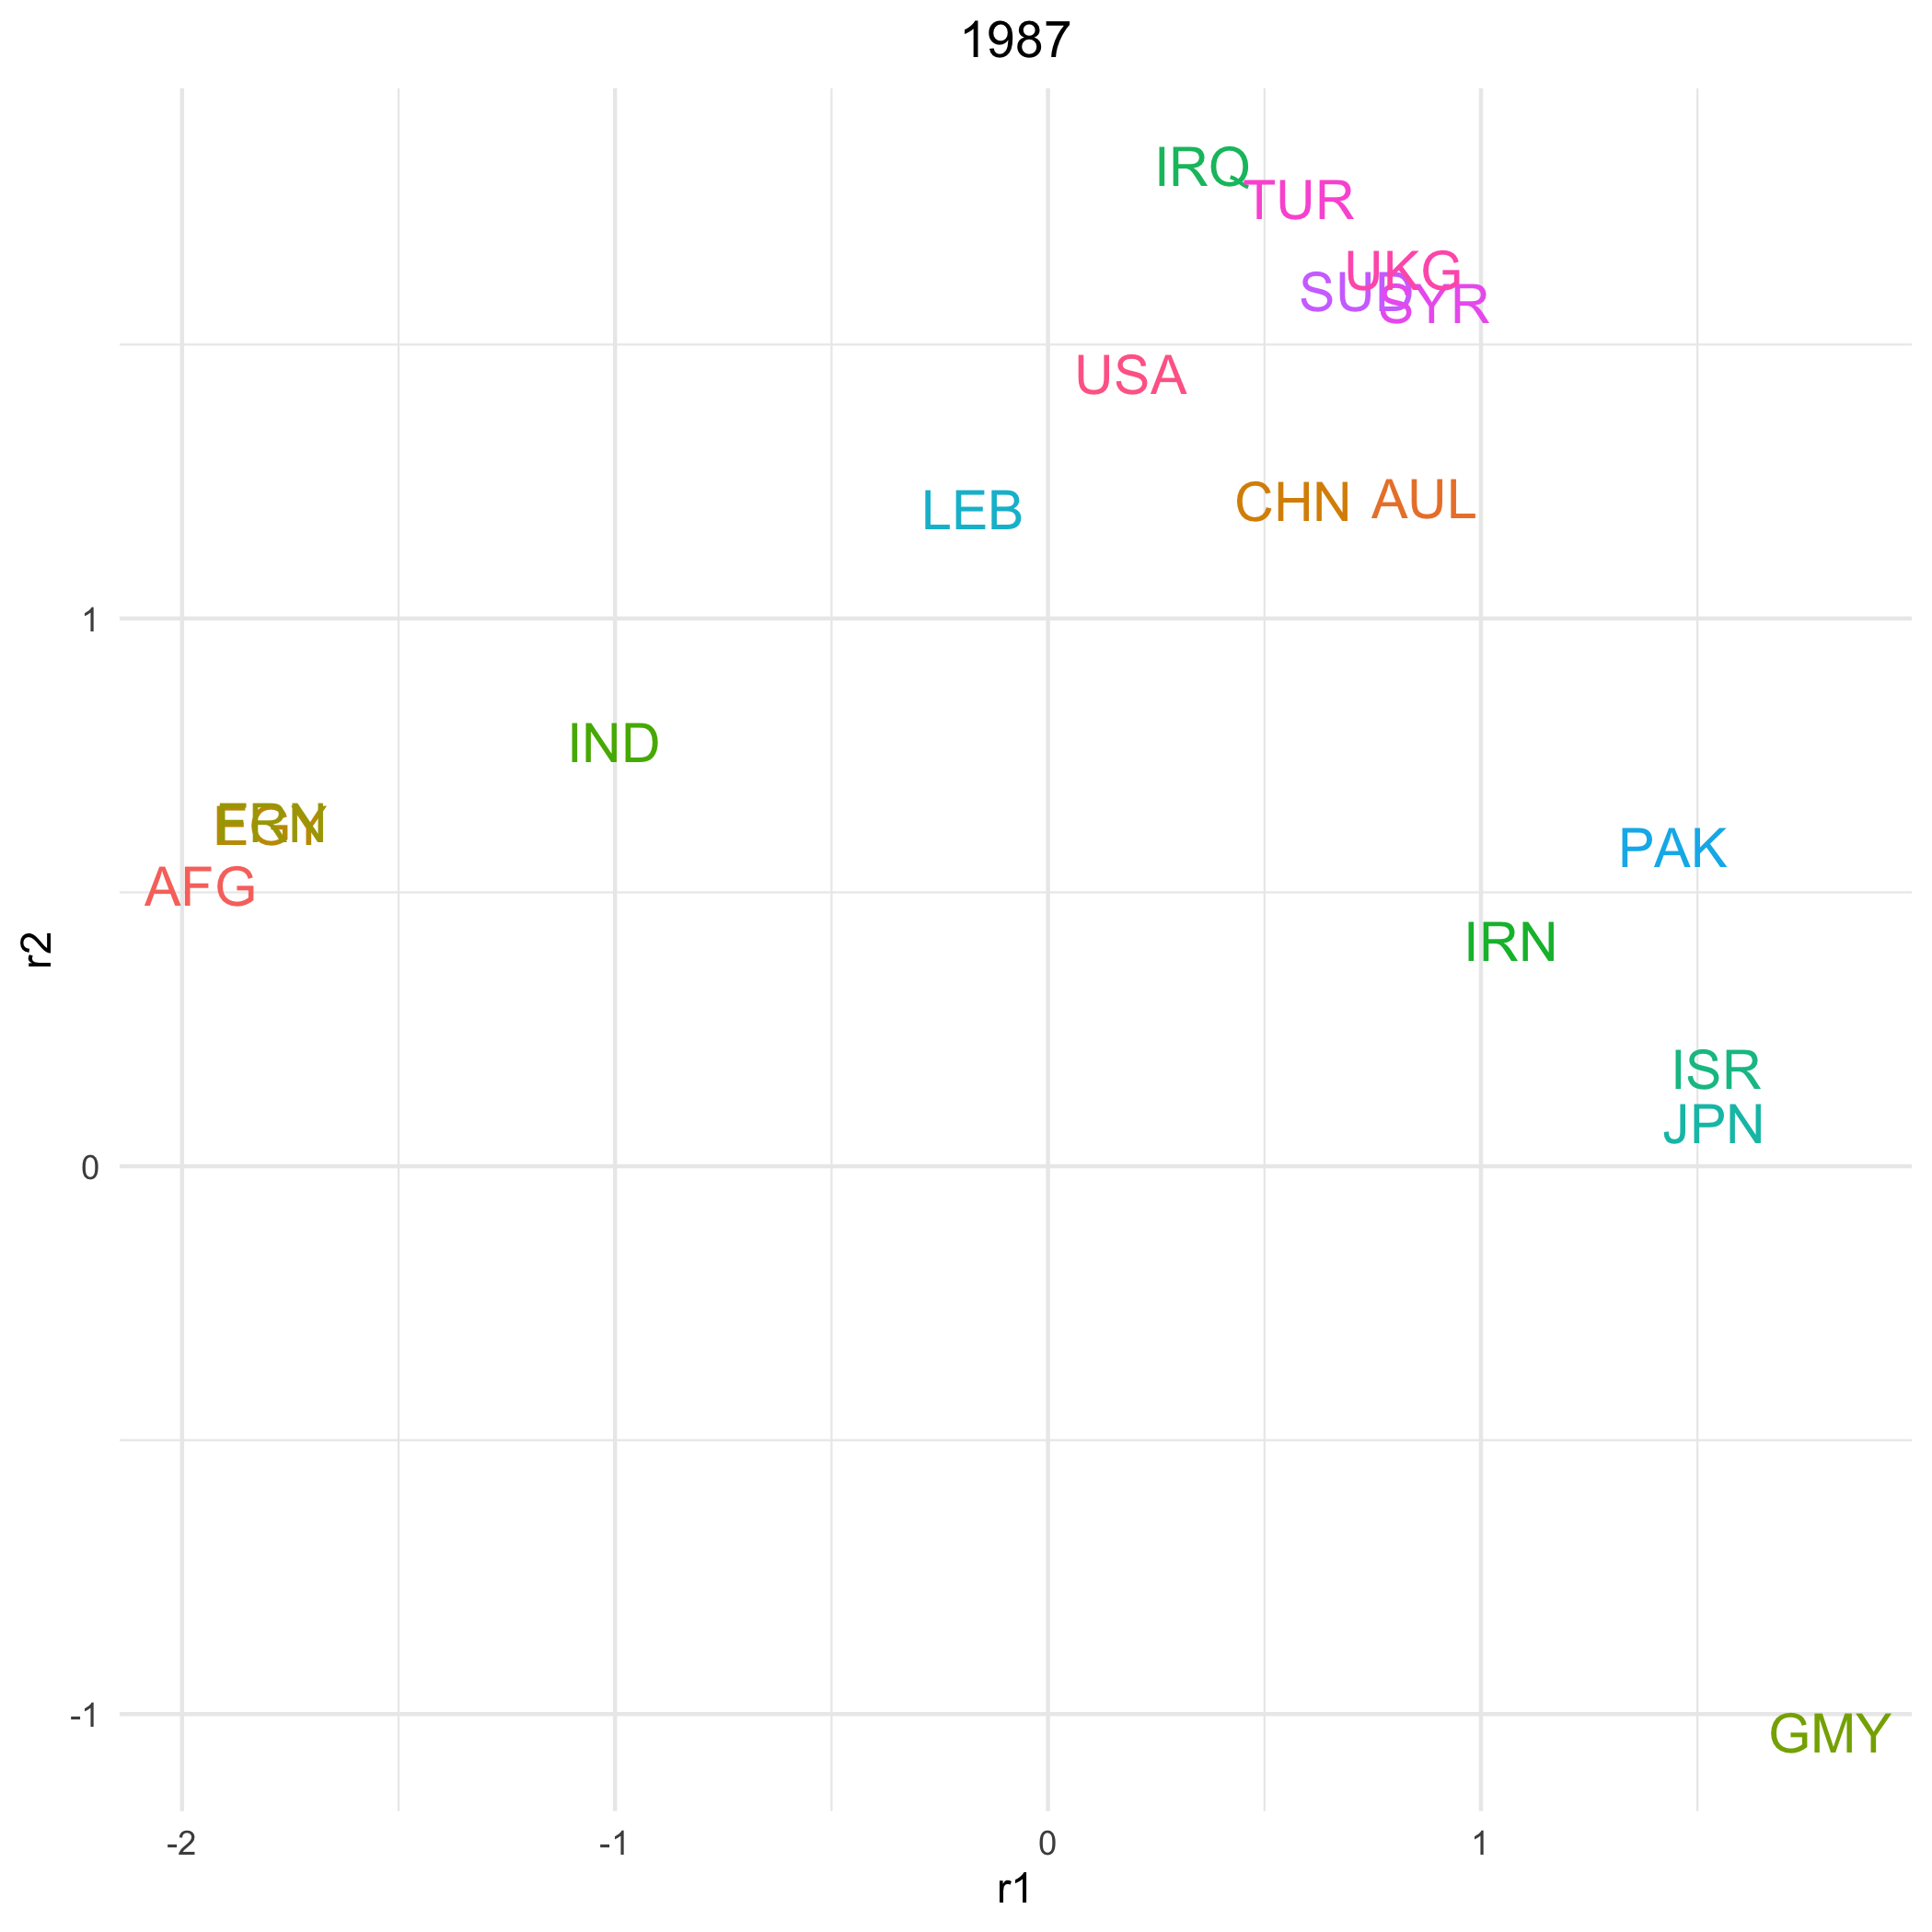 1987
IRQ
TUR
UKG
SUD
SYR
USA
LEB
CHN
AUL
1
IND
PAK
AFG
IRN
r2
ISR
JPN
0
-1
GMY
-2
-1
0
1
r1